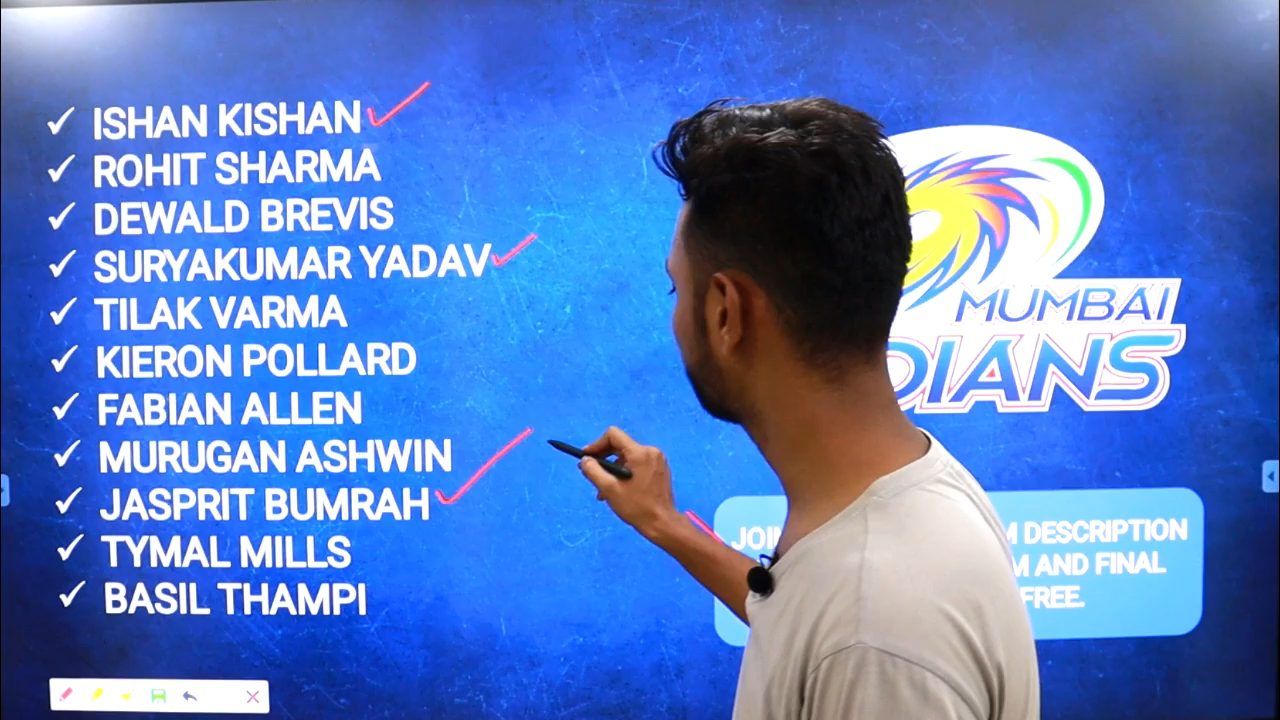 ISHAN KISHAN
ROHIT SHARMA
DEWALD BREVIS
SURYAKUMAR YADAV
TILAK VARMA
KIERON POLLARD
FABIAN ALLEN
MURUGAN ASHWIN
JASPRIT BUMRAH
TYMAL MILLS
BASIL THAMPI
MUMBAI
DIANS
DESCRIPTION
AND FINAL
FREE.